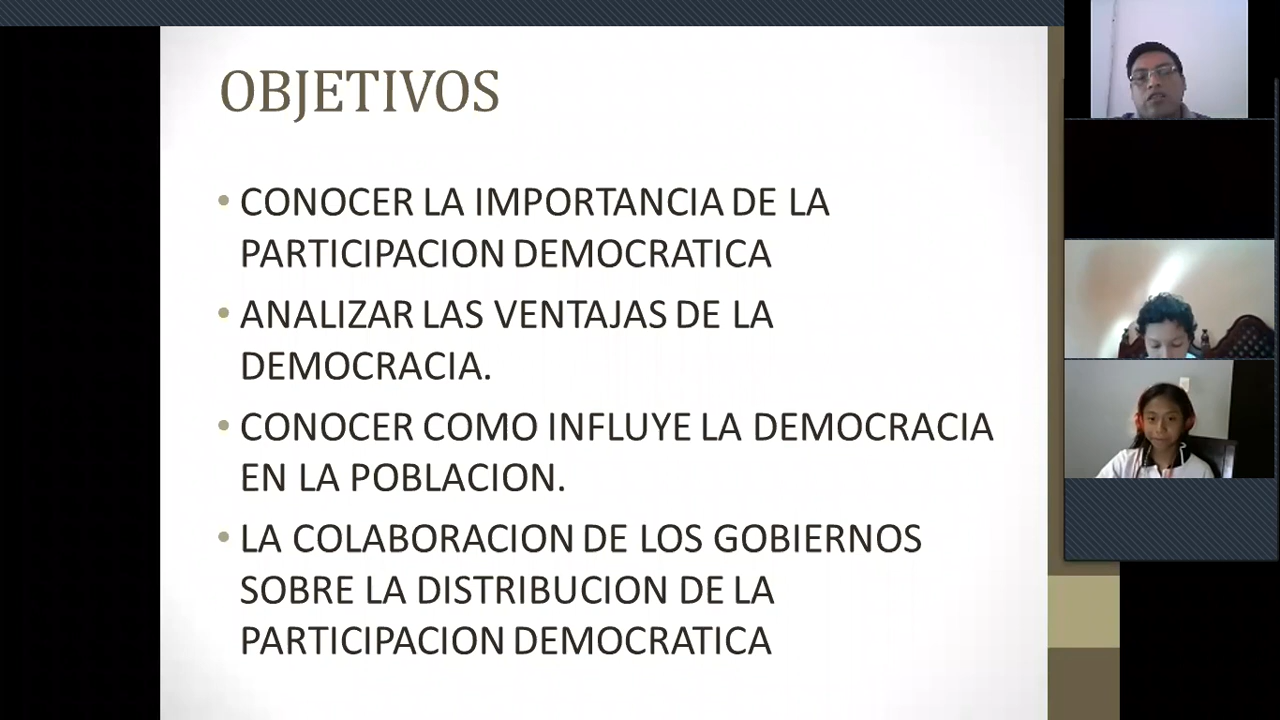 OBJETIVOS
• CONOCER LA IMPORTANCIA DE LA
PARTICIPACION DEMOCRATICA
• ANALIZAR LAS VENTAJAS DE LA
DEMOCRACIA.
• CONOCER COMO INFLUYE LA DEMOCRACIA
EN LA POBLACION.
• LA COLABORACION DE LOS GOBIERNOS
SOBRE LA DISTRIBUCION DE LA
PARTICIPACION DEMOCRATICA